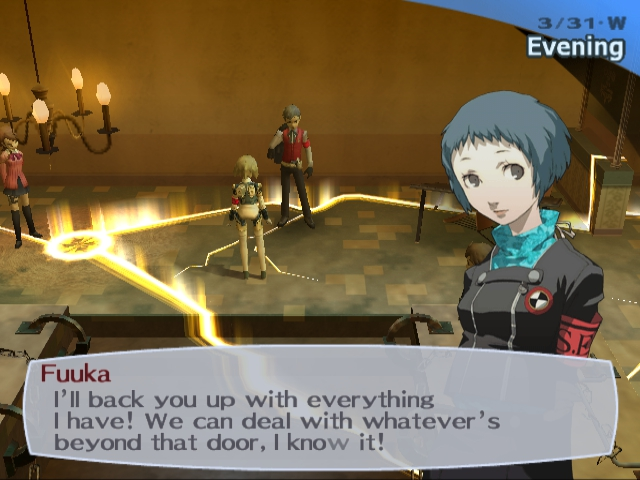 3/31·W
Evening
Fuuka
I'll back you up with everything
I have! We can deal with whatever's
beyond that door, I know it!
S.E